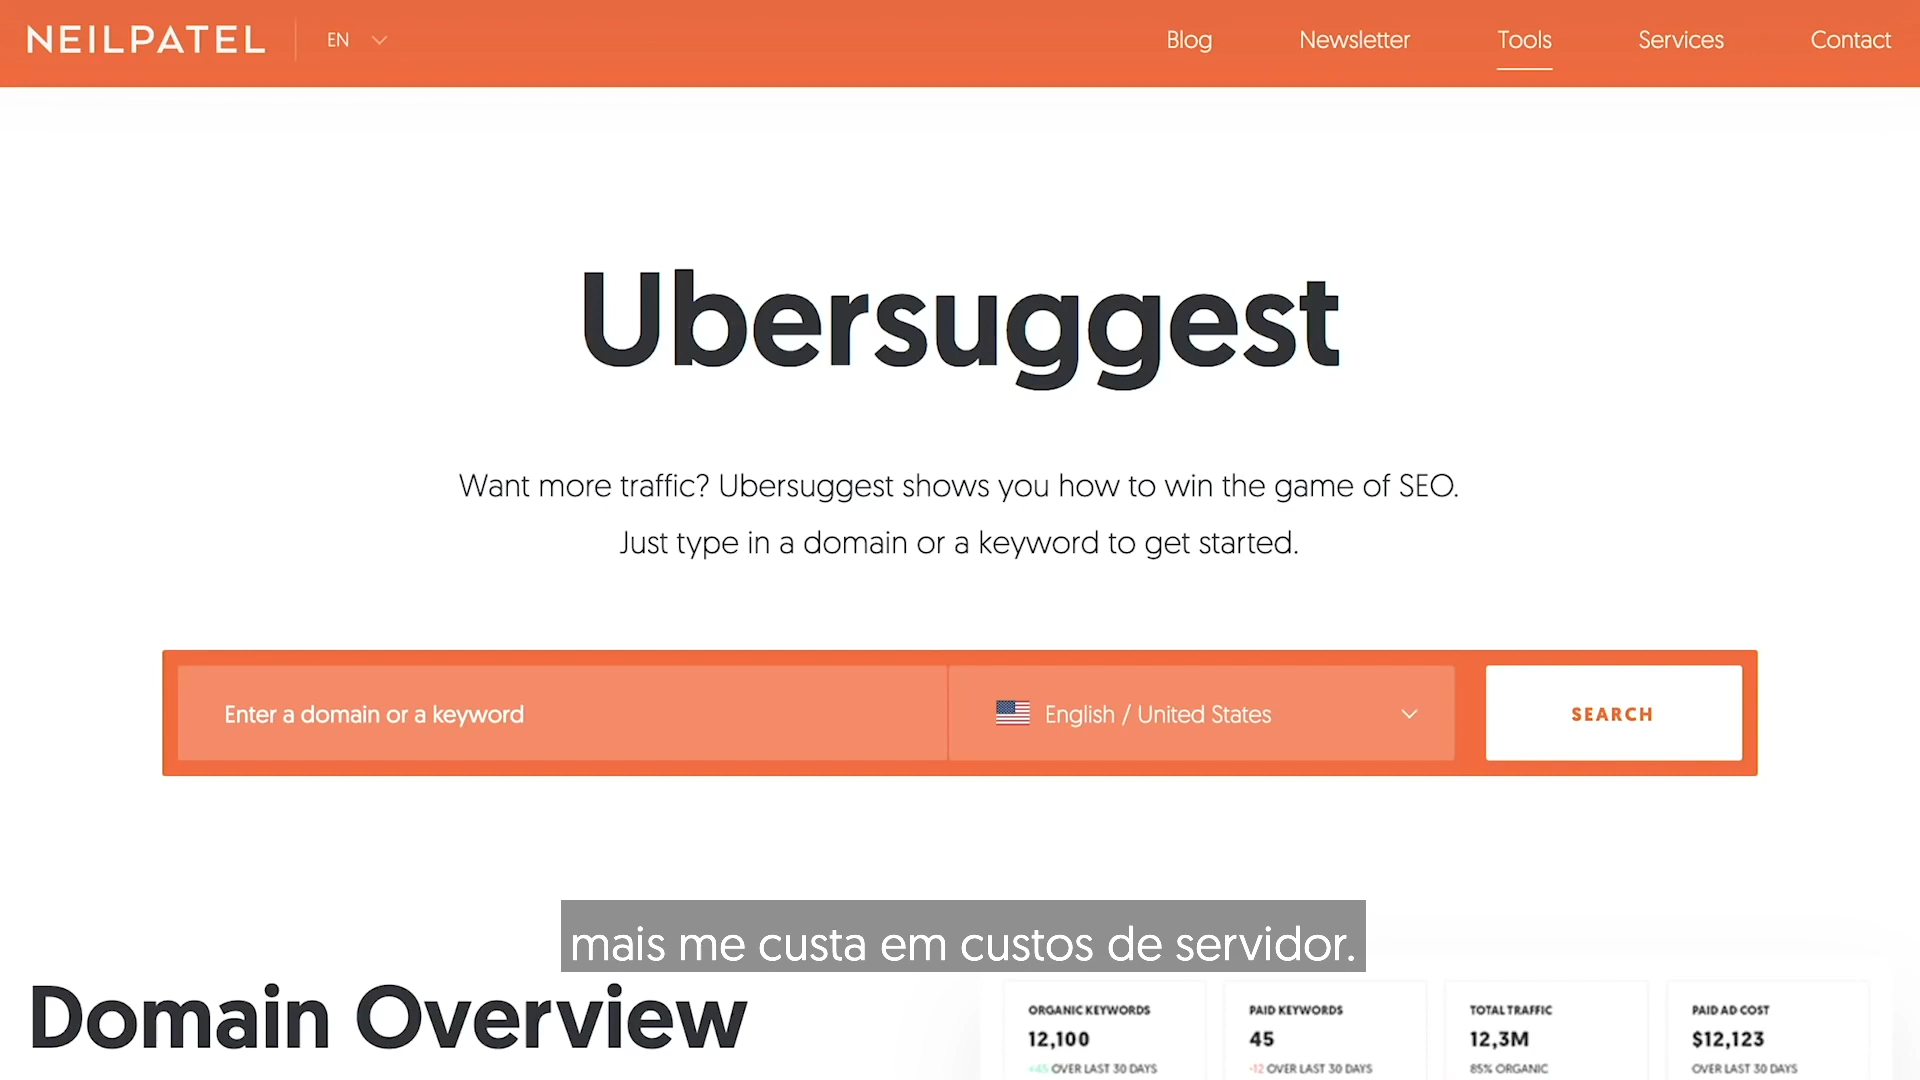 NEILPATEL
EN
Blog
Newsletter
Tools
Services
Contact
Ubersuggest
Want more traffic? Ubersuggest shows you how to win the game of SEO.
Just type in a domain or a keyword to get started.
Enter a domain or a keyword
English / United States
SEARCH
mais me custa em custos de servidor.
Domain Overview
ORGANIC KEYWORDS
12,100
+45 OVER LAST 30 DAYS
PAID KEYWORDS
45
-12 OVER LAST 30 DAYS
TOTAL TRAFFIC
12,3M
85% ORGANIC
PAID AD COST
$12,123
OVER LAST 30 DAYS